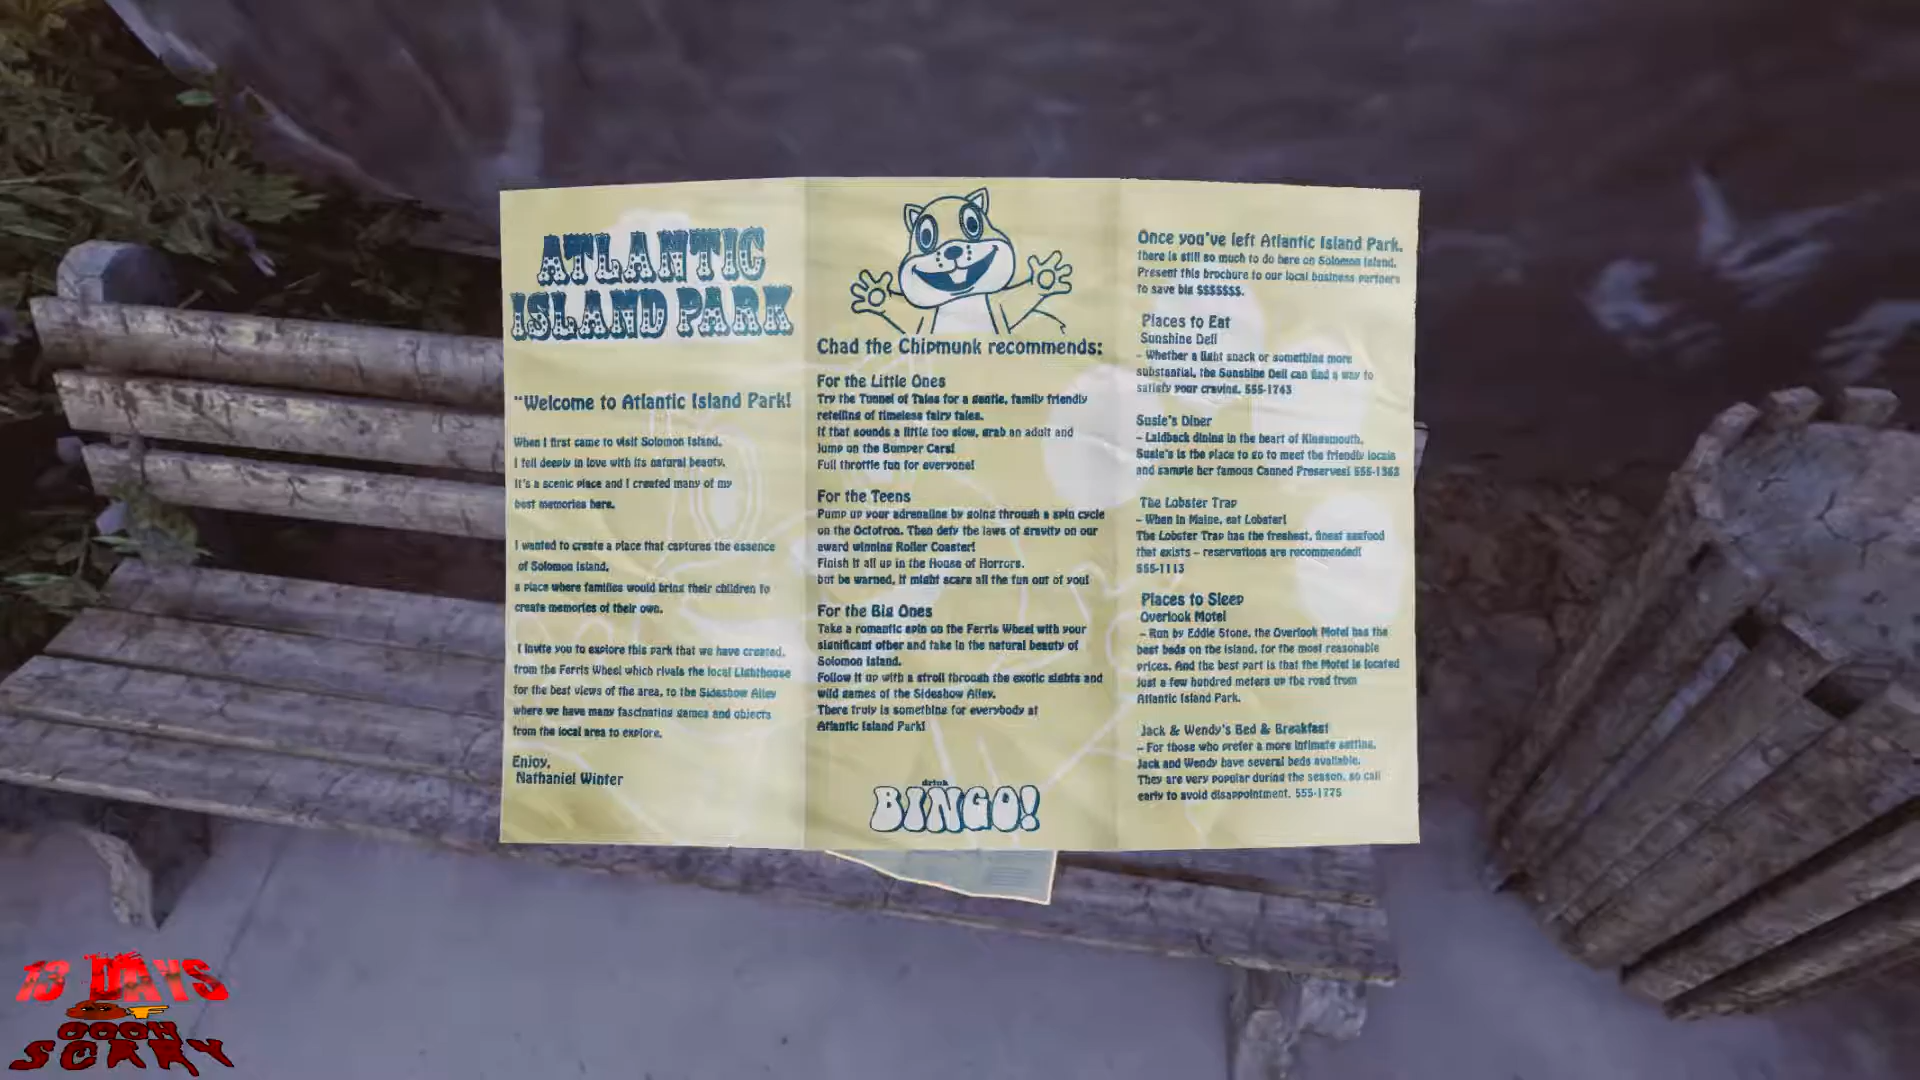 ATLANTIC
ISLAND PARK
"Welcome to Atlantic Island Park!
When I first came to visit Solomon Island,
I fell deeply in love with its natural beauty.
It's a scenic place and I created many of my
best memories here.
I wanted to create a place that captures the essence
of Solomon Island,
a place where families would bring their children to
create memories of their own.
I invite you to explore this park that we have created,
from the Ferris Wheel which rivals the local Lighthouse
for the best views of the area, to the Sideshow Alley
where we have many fascinating games and objects
from the local area to explore.
Enjoy,
Nathaniel Winter
Chad the Chipmunk recommends:
For the Little Ones
Try the Tunnel of Tales for a gentle, family friendly
retelling of timeless fairy tales.
If that sounds a little too slow, grab an adult and
Jump on the Bumper Cars!
Full throttle fun for everyone!
For the Teens
Pump up your adrenaline by going through a spin cycle
on the Octotron. Then defy the laws of gravity on our
award winning Roller Coaster!
Finish it all up in the House of Horrors,
but be warned, it might scare all the fun out of you!
For the Big Ones
Take a romantic spin on the Ferris Wheel with your
significant other and take in the natural beauty of
Solomon Island.
Follow it up with a stroll through the exotic sights and
wild games of the Sideshow Alley.
There truly is something for everybody at
Atlantic Island Park!
drink
BINGO!
Once you've left Atlantic Island Park,
there is still so much to do here on Solomon Island.
Present this brochure to our local business partners
to save big $$$$$$$.
Places to Eat
Sunshine Deli
- Whether a light snack or something more
substantial, the Sunshine Deli can find a way to
satisfy your craving. 555-1743
Susie's Diner
- Laidback dining in the heart of Kingsmouth,
Susie's is the place to go to meet the friendly locals
and sample her famous Canned Preserves! 555-1362
The Lobster Trap
- When in Maine, eat Lobster!
The Lobster Trap has the freshest, finest seafood
that exists - reservations are recommended!
555-1113
Places to Sleep
Overlook Motel
- Run by Eddie Stone, the Overlook Motel has the
best beds on the island, for the most reasonable
prices. And the best part is that the Motel is located
just a few hundred meters up the road from
Atlantic Island Park.
Jack & Wendy's Bed & Breakfast
- For those who prefer a more intimate setting,
Jack and Wendy have several beds available.
They are very popular during the season, so call
early to avoid disappointment. 555-1775
13 DAYS
OF
OOOH
SCARY